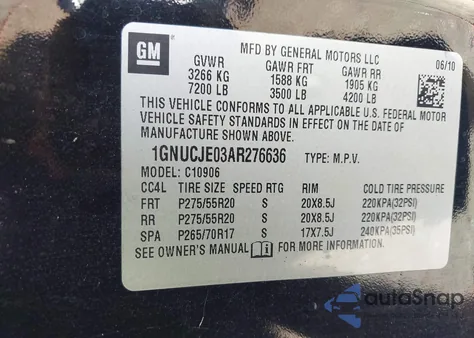 GM
MFD BY GENERAL MOTORS LLC
06/10
GVWR GAWR FRT GAWR RR
3266 KG 1588 KG 1905 KG
7200 LB 3500 LB 4200 LB
THIS VEHICLE CONFORMS TO ALL APPLICABLE U.S. FEDERAL MOTOR
VEHICLE SAFETY STANDARDS IN EFFECT ON THE DATE OF
MANUFACTURE SHOWN ABOVE.
1GNUCJE03AR276636 TYPE: M.P.V.
MODEL: C10906
CC4L TIRE SIZE SPEED RTG RIM COLD TIRE PRESSURE
FRT P275/55R20 S 20X8.5J 220KPA(32PSI)
RR P275/55R20 S 20X8.5J 220KPA(32PSI)
SPA P265/70R17 S 17X7.5J 240KPA(35PSI)
SEE OWNER'S MANUAL FOR MORE INFORMATION.
autoSnap